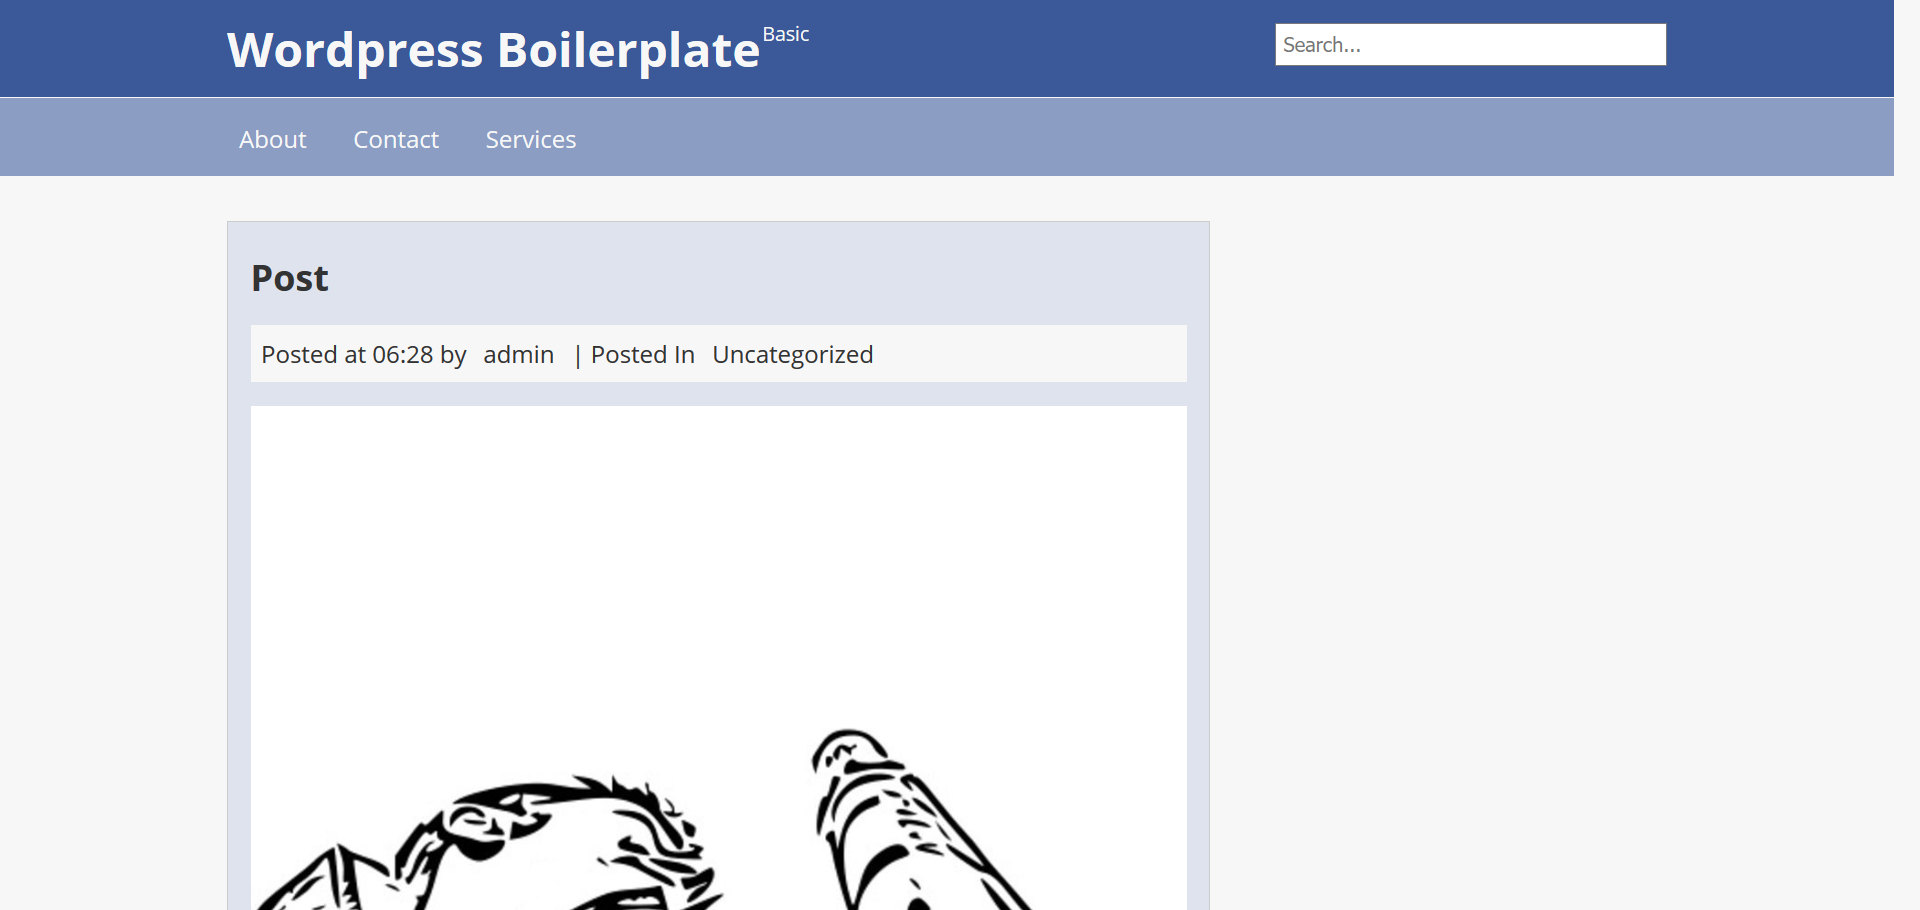 Wordpress Boilerplate Basic
Search...
About Contact Services
Post
Posted at 06:28 by admin | Posted In Uncategorized